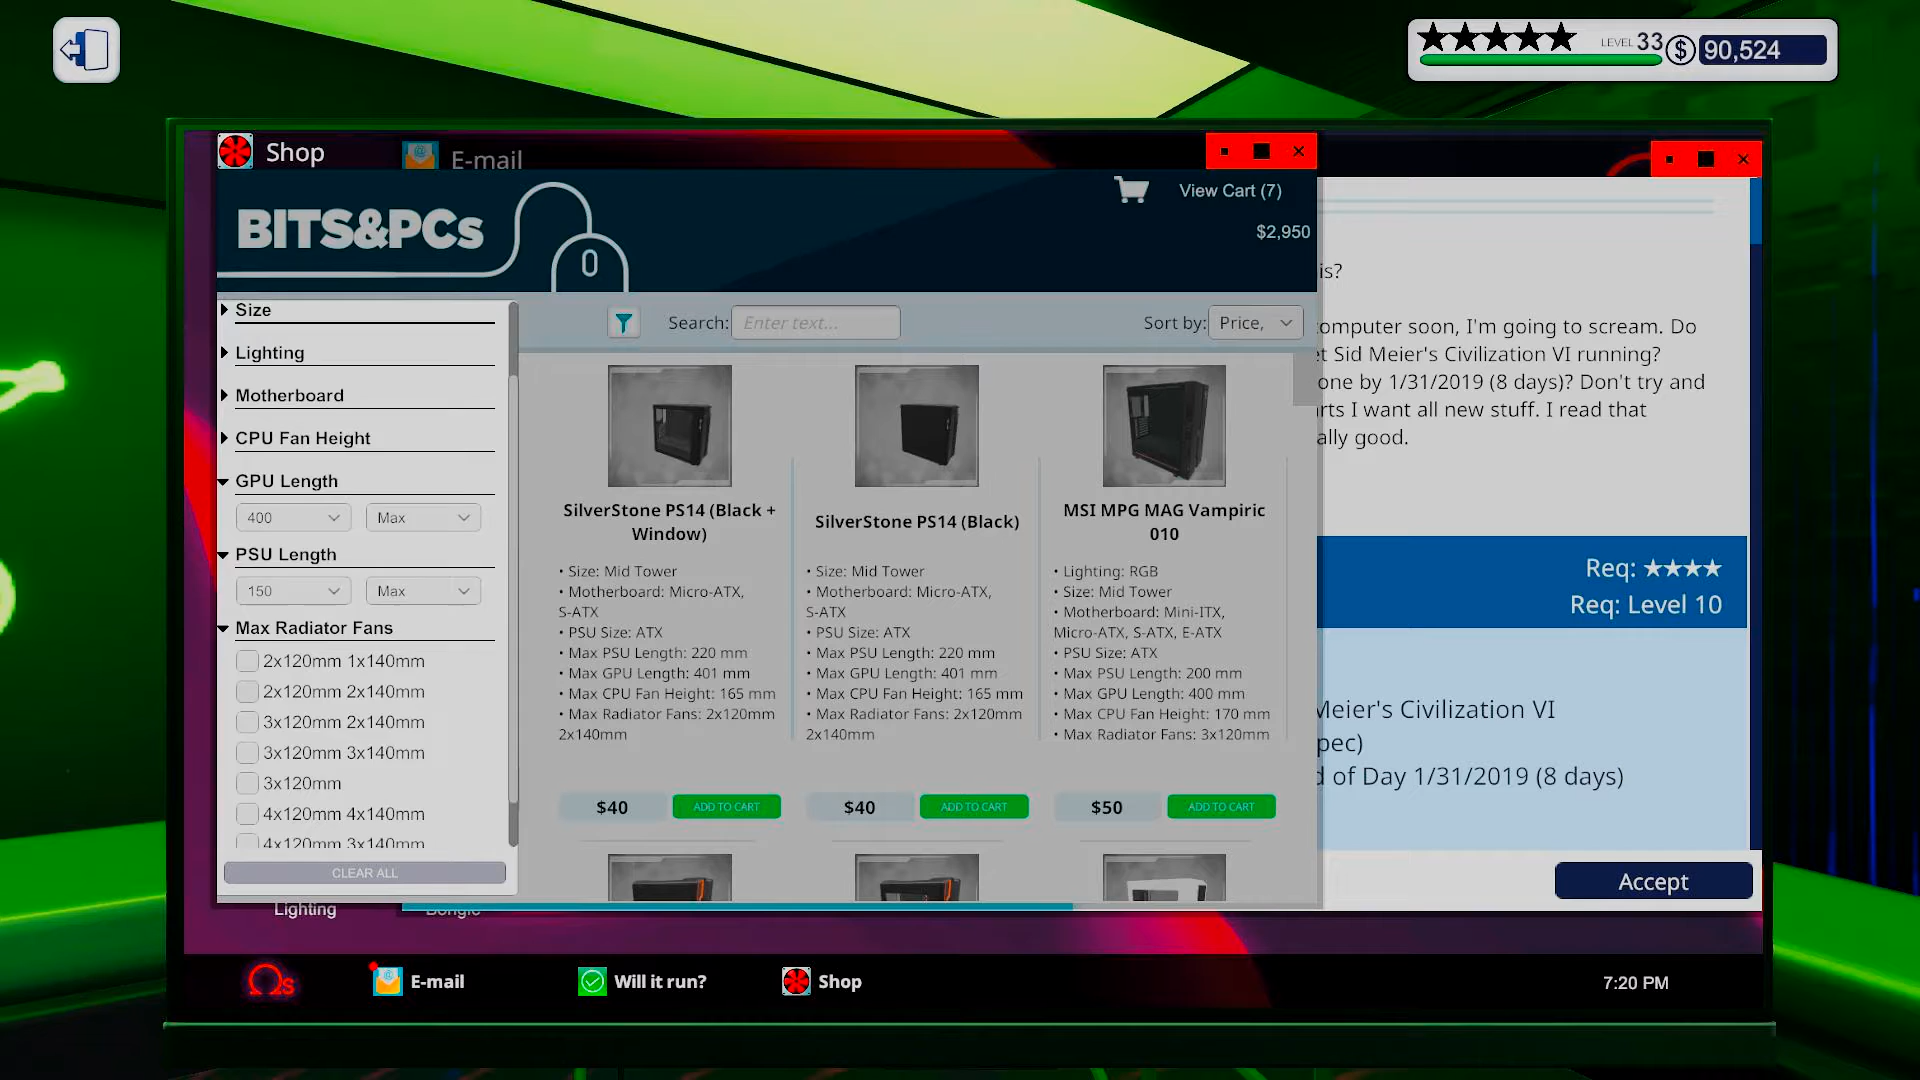 LEVEL 33
$ 90,524
Shop
E-mail
View Cart (7)
$2,950
BITS&PCs
Search: Enter text...
Sort by: Price,
Size
Lighting
Motherboard
CPU Fan Height
GPU Length
400 Max
PSU Length
150 Max
Max Radiator Fans
2x120mm 1x140mm
2x120mm 2x140mm
3x120mm 2x140mm
3x120mm 3x140mm
3x120mm
4x120mm 4x140mm
4x120mm 3x140mm
CLEAR ALL
SilverStone PS14 (Black +
Window)
• Size: Mid Tower
• Motherboard: Micro-ATX,
S-ATX
• PSU Size: ATX
• Max PSU Length: 220 mm
• Max GPU Length: 401 mm
• Max CPU Fan Height: 165 mm
• Max Radiator Fans: 2x120mm
2x140mm
$40
ADD TO CART
SilverStone PS14 (Black)
• Size: Mid Tower
• Motherboard: Micro-ATX,
S-ATX
• PSU Size: ATX
• Max PSU Length: 220 mm
• Max GPU Length: 401 mm
• Max CPU Fan Height: 165 mm
• Max Radiator Fans: 2x120mm
2x140mm
$40
ADD TO CART
MSI MPG MAG Vampiric
010
• Lighting: RGB
• Size: Mid Tower
• Motherboard: Mini-ITX,
Micro-ATX, S-ATX, E-ATX
• PSU Size: ATX
• Max PSU Length: 200 mm
• Max GPU Length: 400 mm
• Max CPU Fan Height: 170 mm
• Max Radiator Fans: 3x120mm
$50
ADD TO CART
is?
omputer soon, I'm going to scream. Do
t Sid Meier's Civilization VI running?
one by 1/31/2019 (8 days)? Don't try and
rts I want all new stuff. I read that
ally good.
Req: ★★★★
Req: Level 10
Meier's Civilization VI
pec)
d of Day 1/31/2019 (8 days)
Accept
Lighting
Ωs
E-mail
Will it run?
Shop
7:20 PM